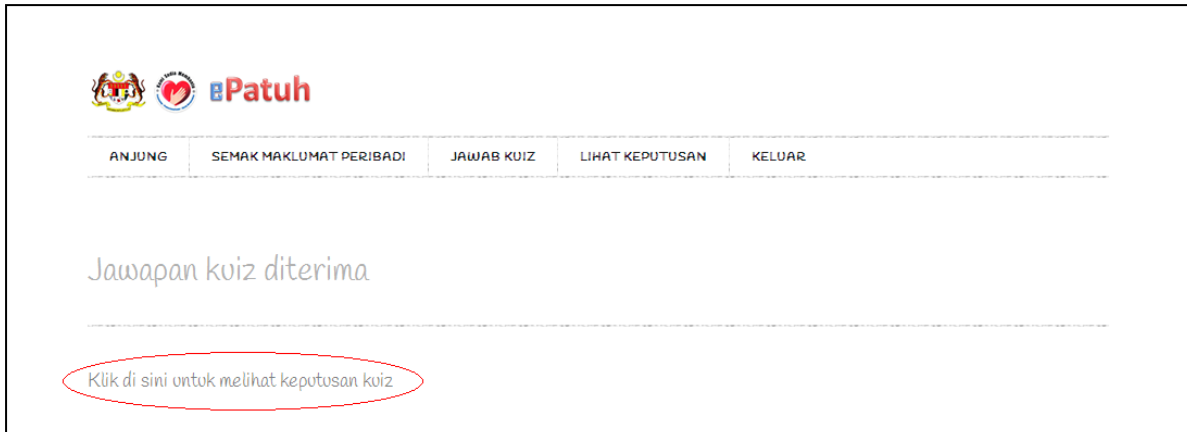 ePatuh
ANJUNG SEMAK MAKLUMAT PERIBADI JAWAB KUIZ LIHAT KEPUTUSAN KELUAR
Jawapan kuiz diterima
Klik di sini untuk melihat keputusan kuiz